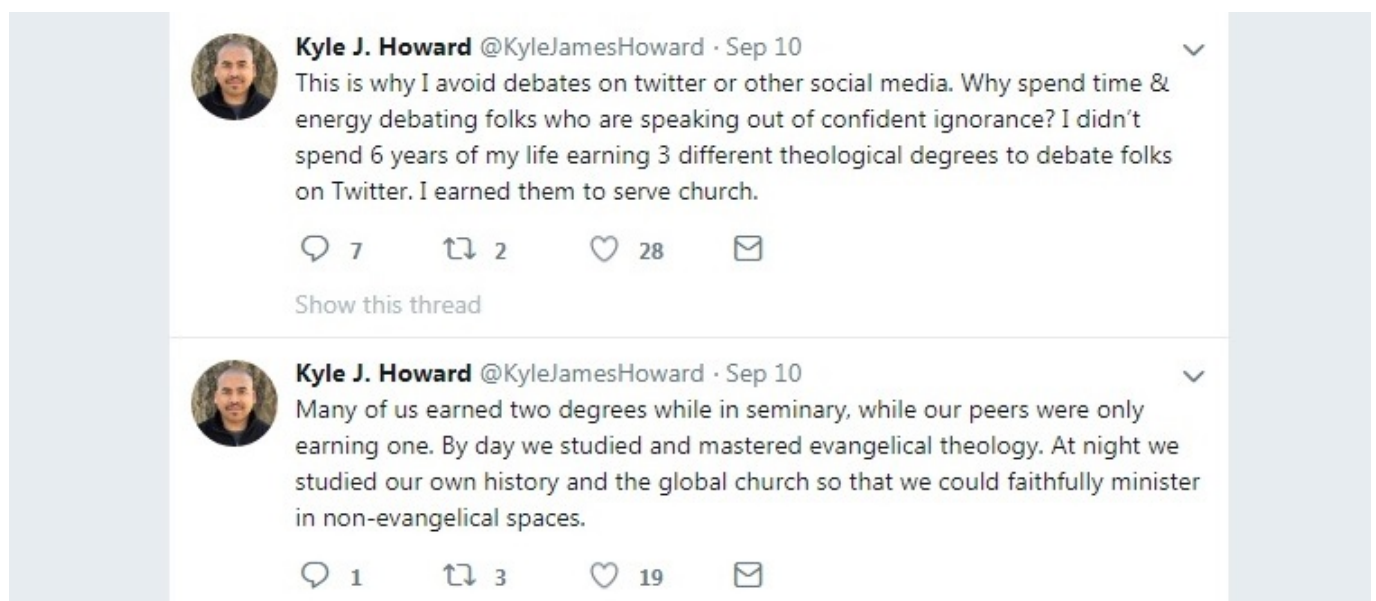 Kyle J. Howard @KyleJamesHoward · Sep 10
This is why I avoid debates on twitter or other social media. Why spend time &
energy debating folks who are speaking out of confident ignorance? I didn't
spend 6 years of my life earning 3 different theological degrees to debate folks
on Twitter. I earned them to serve church.
7 2 28
Show this thread
Kyle J. Howard @KyleJamesHoward · Sep 10
Many of us earned two degrees while in seminary, while our peers were only
earning one. By day we studied and mastered evangelical theology. At night we
studied our own history and the global church so that we could faithfully minister
in non-evangelical spaces.
1 3 19